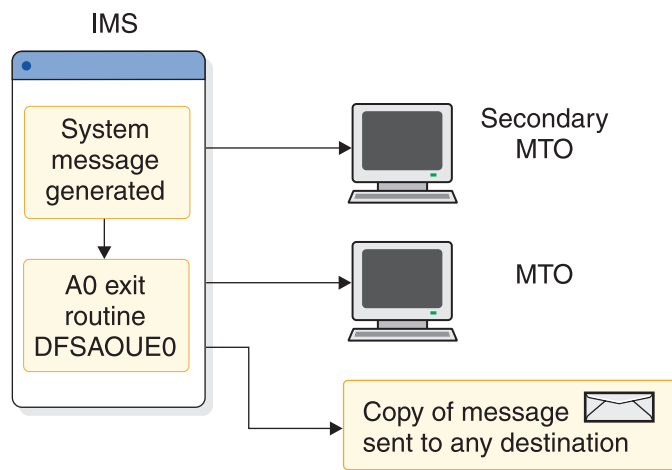 IMS
System
message
generated
A0 exit
routine
DFSAOUE0
Secondary
MTO
MTO
Copy of message
sent to any destination